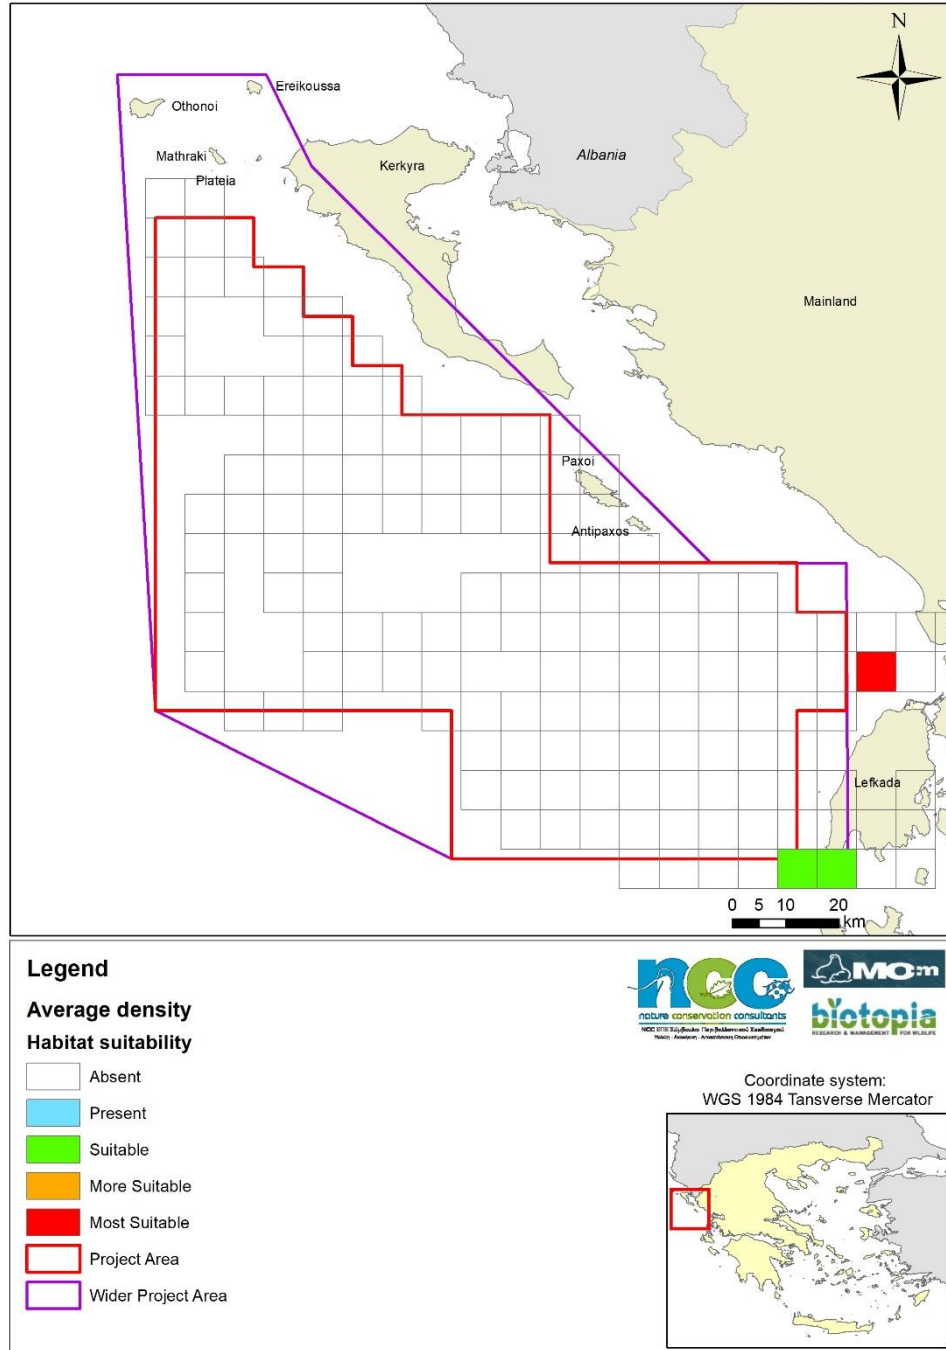 N
Ereikoussa
Othonoi
Albania
Mathraki
Kerkyra
Plateia
Mainland
Paxoi
Antipaxos
Lefkada
0 5 10 20
km
Legend
Average density
Habitat suitability
Absent
Present
Suitable
More Suitable
Most Suitable
Project Area
Wider Project Area
ncc
nature conservation consultants
MOm
biotopia
RESEARCH & MANAGEMENT FOR WILDLIFE
Coordinate system:
WGS 1984 Tansverse Mercator